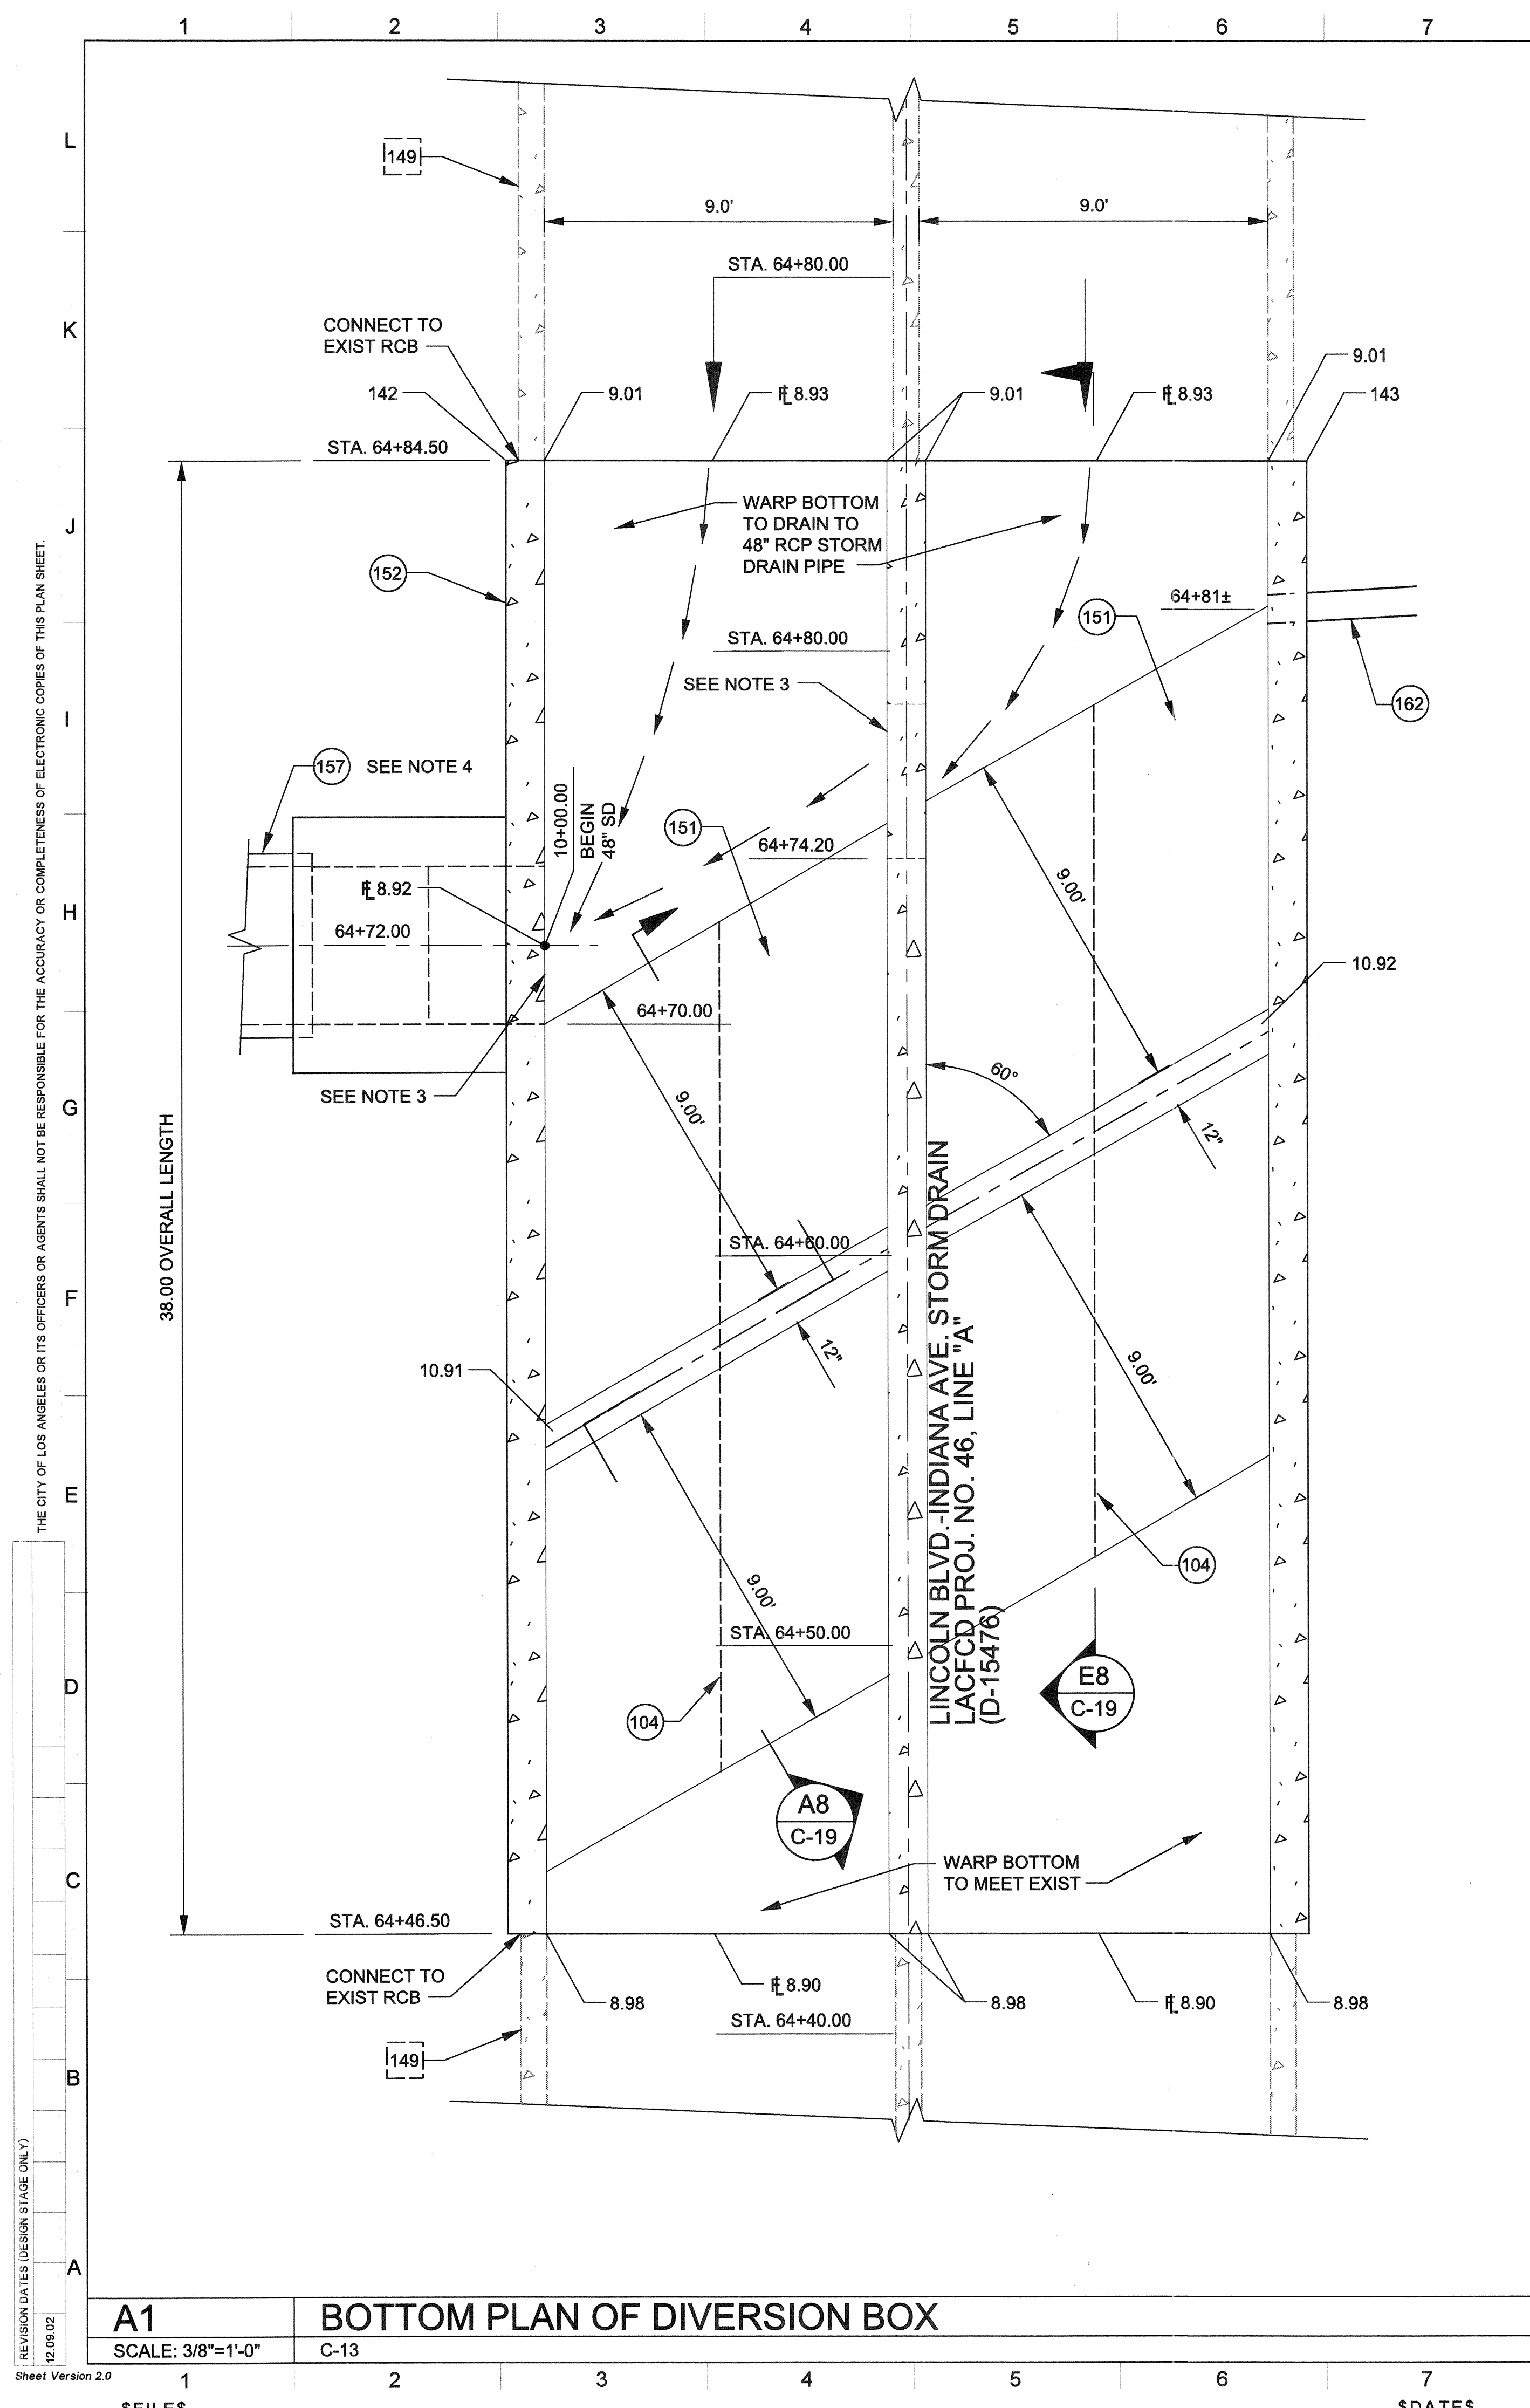 1 2 3 4 5 6 7
L
149
9.0' 9.0'
STA. 64+80.00
K
CONNECT TO
EXIST RCB
9.01
142 9.01 FL 8.93 9.01 FL 8.93 143
STA. 64+84.50
J
WARP BOTTOM
TO DRAIN TO
48" RCP STORM
DRAIN PIPE
152
64+81±
151
STA. 64+80.00
SEE NOTE 3
I
162
157 SEE NOTE 4
10+00.00
BEGIN
48" SD
151
64+74.20
FL 8.92
9.00'
H
64+72.00
10.92
64+70.00
SEE NOTE 3
60°
G
9.00'
12"
38.00 OVERALL LENGTH
STA. 64+60.00
F
12"
10.91
9.00'
LINCOLN BLVD.-INDIANA AVE. STORM DRAIN
LACFCD PROJ. NO. 46, LINE "A"
(D-15476)
E
104
9.00'
STA. 64+50.00
D
104
E8
C-19
A8
C-19
C
WARP BOTTOM
TO MEET EXIST
STA. 64+46.50
CONNECT TO
EXIST RCB
8.98 FL 8.90 8.98 FL 8.90 8.98
STA. 64+40.00
149
B
A
THE CITY OF LOS ANGELES OR ITS OFFICERS OR AGENTS SHALL NOT BE RESPONSIBLE FOR THE ACCURACY OR COMPLETENESS OF ELECTRONIC COPIES OF THIS PLAN SHEET.
REVISION DATES (DESIGN STAGE ONLY)
12.09.02
A1 BOTTOM PLAN OF DIVERSION BOX
SCALE: 3/8"=1'-0" C-13
Sheet Version 2.0
1 2 3 4 5 6 7
$FILE$ $DATE$